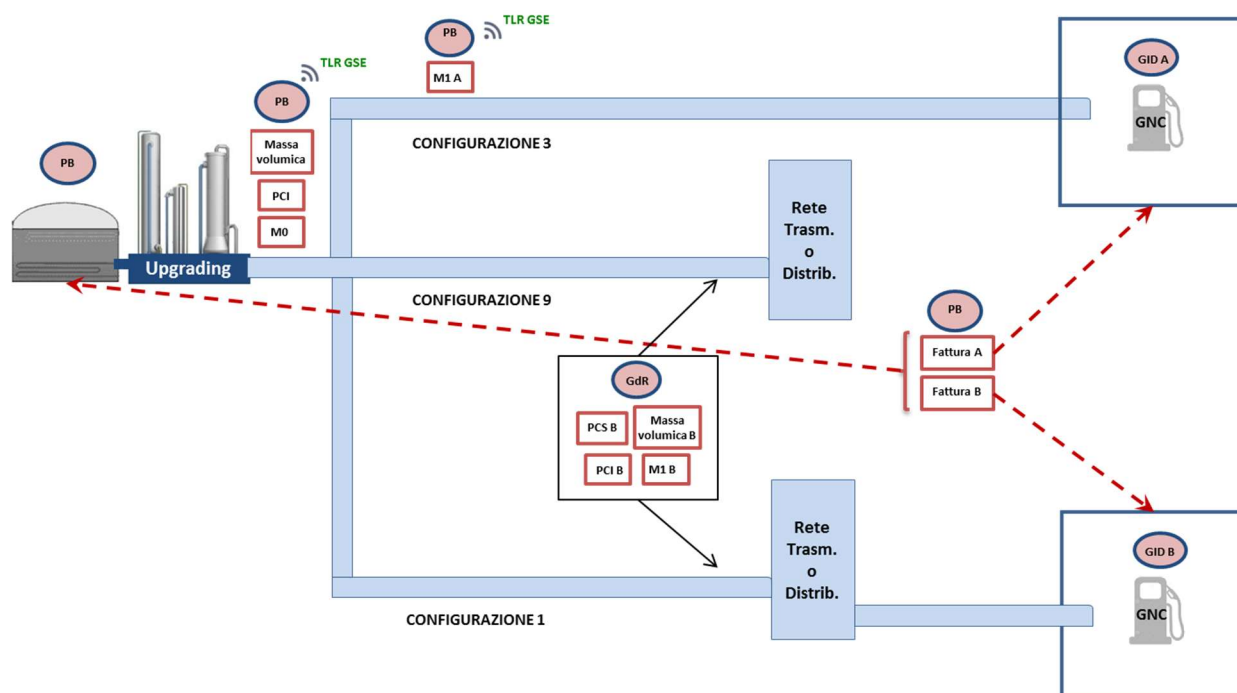 PB
TLR GSE
M1 A
TLR GSE
PB
Massa
volumica
PCI
M0
PB
Upgrading
CONFIGURAZIONE 3
GID A
GNC
Rete
Trasm.
o
Distrib.
CONFIGURAZIONE 9
PB
Fattura A
Fattura B
GdR
PCS B
Massa
volumica B
PCI B
M1 B
Rete
Trasm.
o
Distrib.
CONFIGURAZIONE 1
GID B
GNC